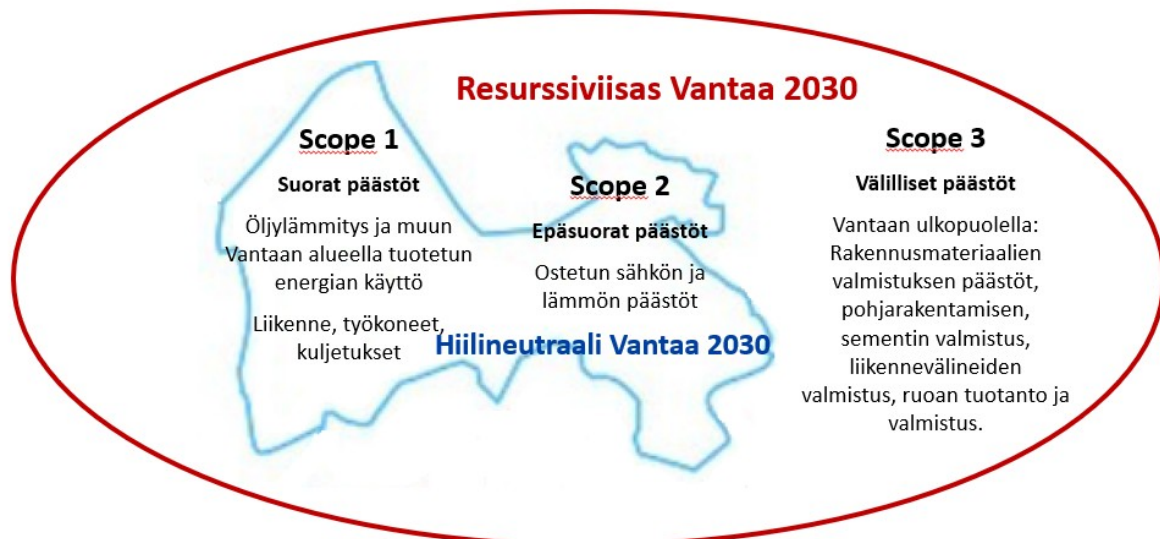 Resurssiviisas Vantaa 2030
Scope 1
Suorat päästöt
Öljylämmitys ja muun
Vantaan alueella tuotetun
energian käyttö
Liikenne, työkoneet,
kuljetukset
Scope 2
Epäsuorat päästöt
Ostetun sähkön ja
lämmön päästöt
Hiilineutraali Vantaa 2030
Scope 3
Välilliset päästöt
Vantaan ulkopuolella:
Rakennusmateriaalien
valmistuksen päästöt,
pohjarakentamisen,
sementin valmistus,
liikennevälineiden
valmistus, ruoan tuotanto ja
valmistus.